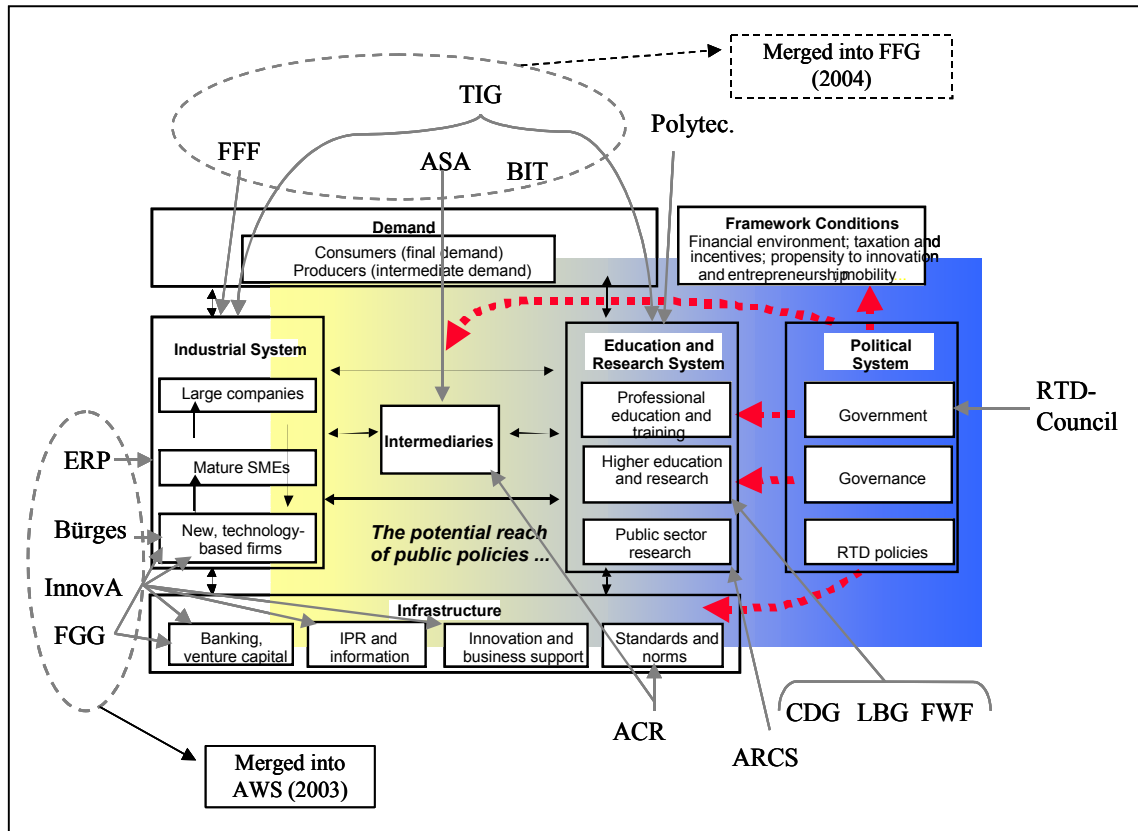 Merged into FFG
(2004)
TIG
Polytec.
FFF
ASA
BIT
Demand
Consumers (final demand)
Producers (intermediate demand)
Framework Conditions
Financial environment; taxation and
incentives; propensity to innovation
and entrepreneurship; mobility ...
Industrial System
Large companies
Mature SMEs
New, technology-
based firms
Intermediaries
The potential reach
of public policies ...
Education and
Research System
Professional
education and
training
Higher education
and research
Public sector
research
Political
System
Government
Governance
RTD policies
RTD-
Council
ERP
Bürges
InnovA
FGG
Infrastructure
Banking,
venture capital
IPR and
information
Innovation and
business support
Standards and
norms
CDG LBG FWF
ACR
ARCS
Merged into
AWS (2003)